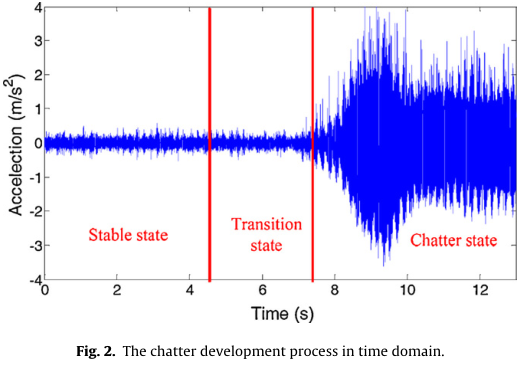 4
3
2
1
0
-1
-2
-3
-4
Accelection (m/s²)
Stable state
Transition
state
Chatter state
0 2 4 6 8 10 12
Time (s)
Fig. 2. The chatter development process in time domain.